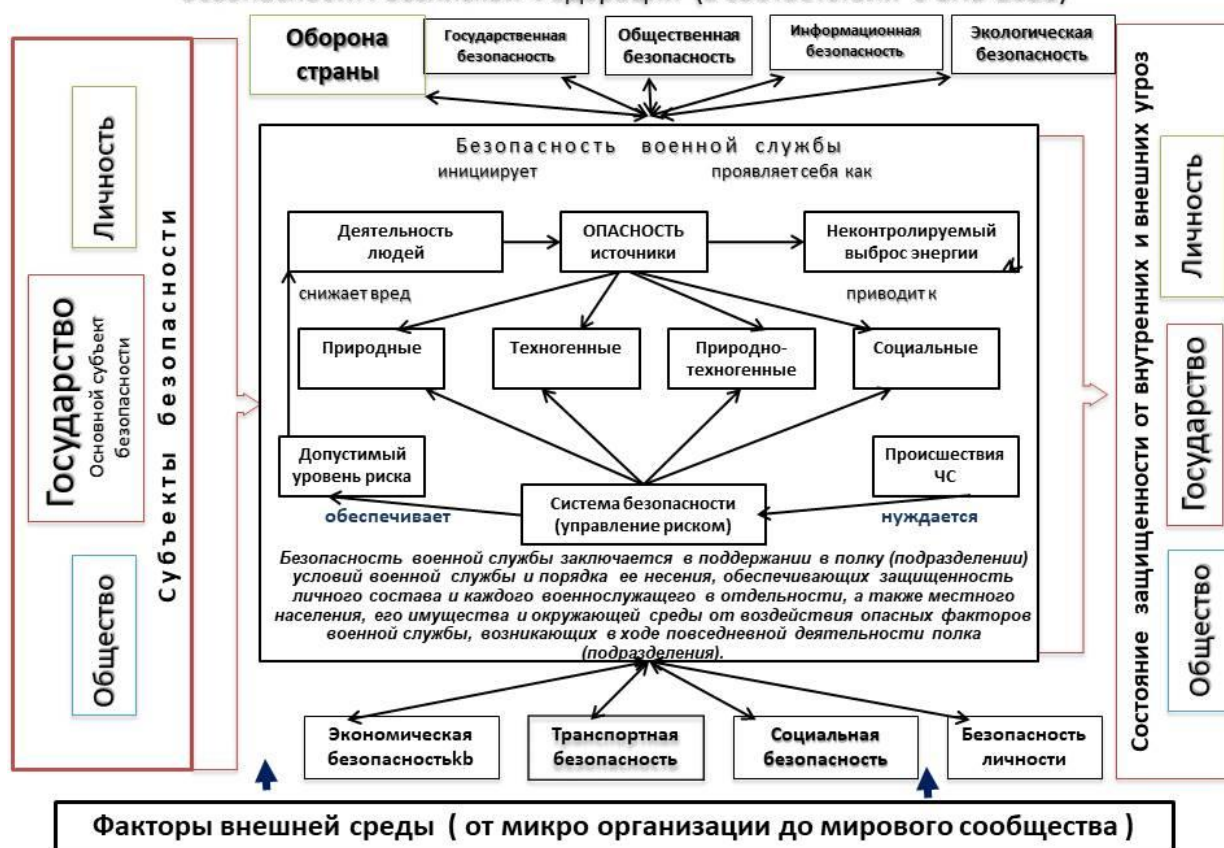 Оборона
страны
Государственная
безопасность
Общественная
безопасность
Информационная
безопасность
Экологическая
безопасность
Субъекты безопасности
Личность
Государство
Основной субъект
безопасности
Общество
Безопасность военной службы
инициирует
проявляет себя как
Деятельность
людей
ОПАСНОСТЬ
источники
Неконтролируемый
выброс энергии
снижает вред
приводит к
Природные
Техногенные
Природно-
техногенные
Социальные
Допустимый
уровень риска
Происшествия
ЧС
Система безопасности
(управление риском)
обеспечивает
нуждается
Безопасность военной службы заключается в поддержании в полку (подразделении)
условий военной службы и порядка ее несения, обеспечивающих защищенность
личного состава и каждого военнослужащего в отдельности, а также местного
населения, его имущества и окружающей среды от воздействия опасных факторов
военной службы, возникающих в ходе повседневной деятельности полка
(подразделения).
Состояние защищенности от внутренних и внешних угроз
Личность
Государство
Общество
Экономическая
безопасностьkb
Транспортная
безопасность
Социальная
безопасность
Безопасность
личности
Факторы внешней среды ( от микро организации до мирового сообщества )